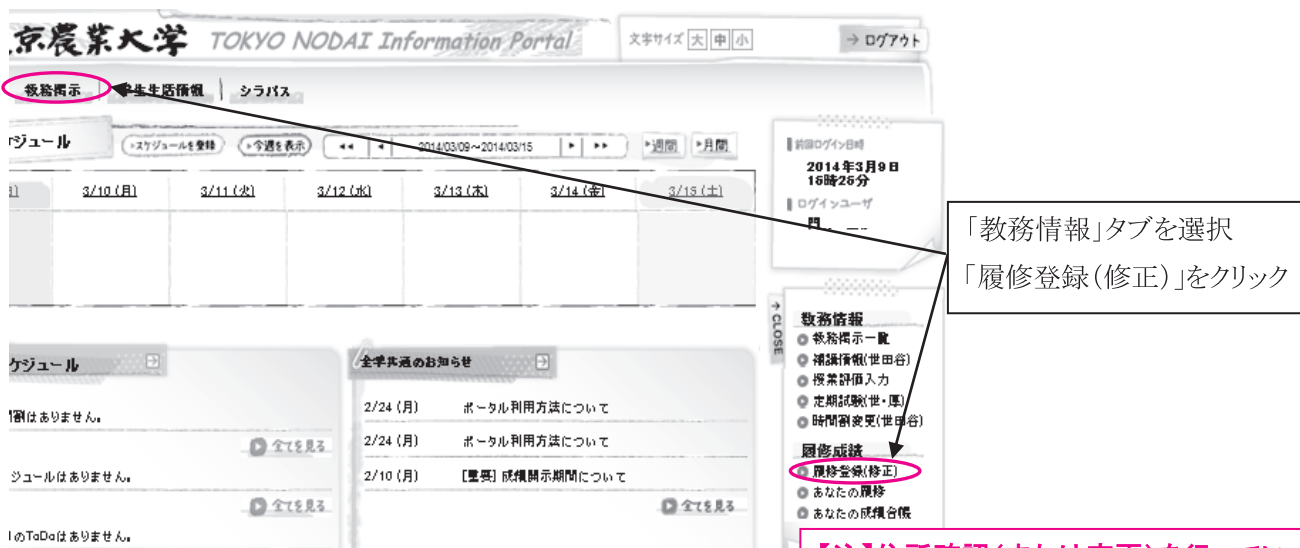 京農業大学 TOKYO NODAI Information Portal 文字サイズ 大 中 小 → ログアウト
教務掲示 学生生活情報 シラバス
ジュール スケジュールを登録 今週を表示 2014/03/09～2014/03/15 週間 月間
3/10 (月) 3/11 (火) 3/12 (水) 3/13 (木) 3/14 (金) 3/15 (土)
前回ログイン日時
2014年3月9日
16時26分
ログインユーザ
「教務情報」タブを選択
「履修登録(修正)」をクリック
→ CLOSE
教務情報
教務掲示一覧
補講情報(世田谷)
授業評価入力
定期試験(世・厚)
時間割変更(世田谷)
履修成績
履修登録(修正)
あなたの履修
あなたの成績台帳
ケジュール
割はありません。
全てを見る
ジュールはありません。
全てを見る
のToDoはありません。
全学共通のお知らせ
2/24 (月) ポータル利用方法について
2/24 (月) ポータル利用方法について
2/10 (月) [重要] 成績開示期間について
全てを見る